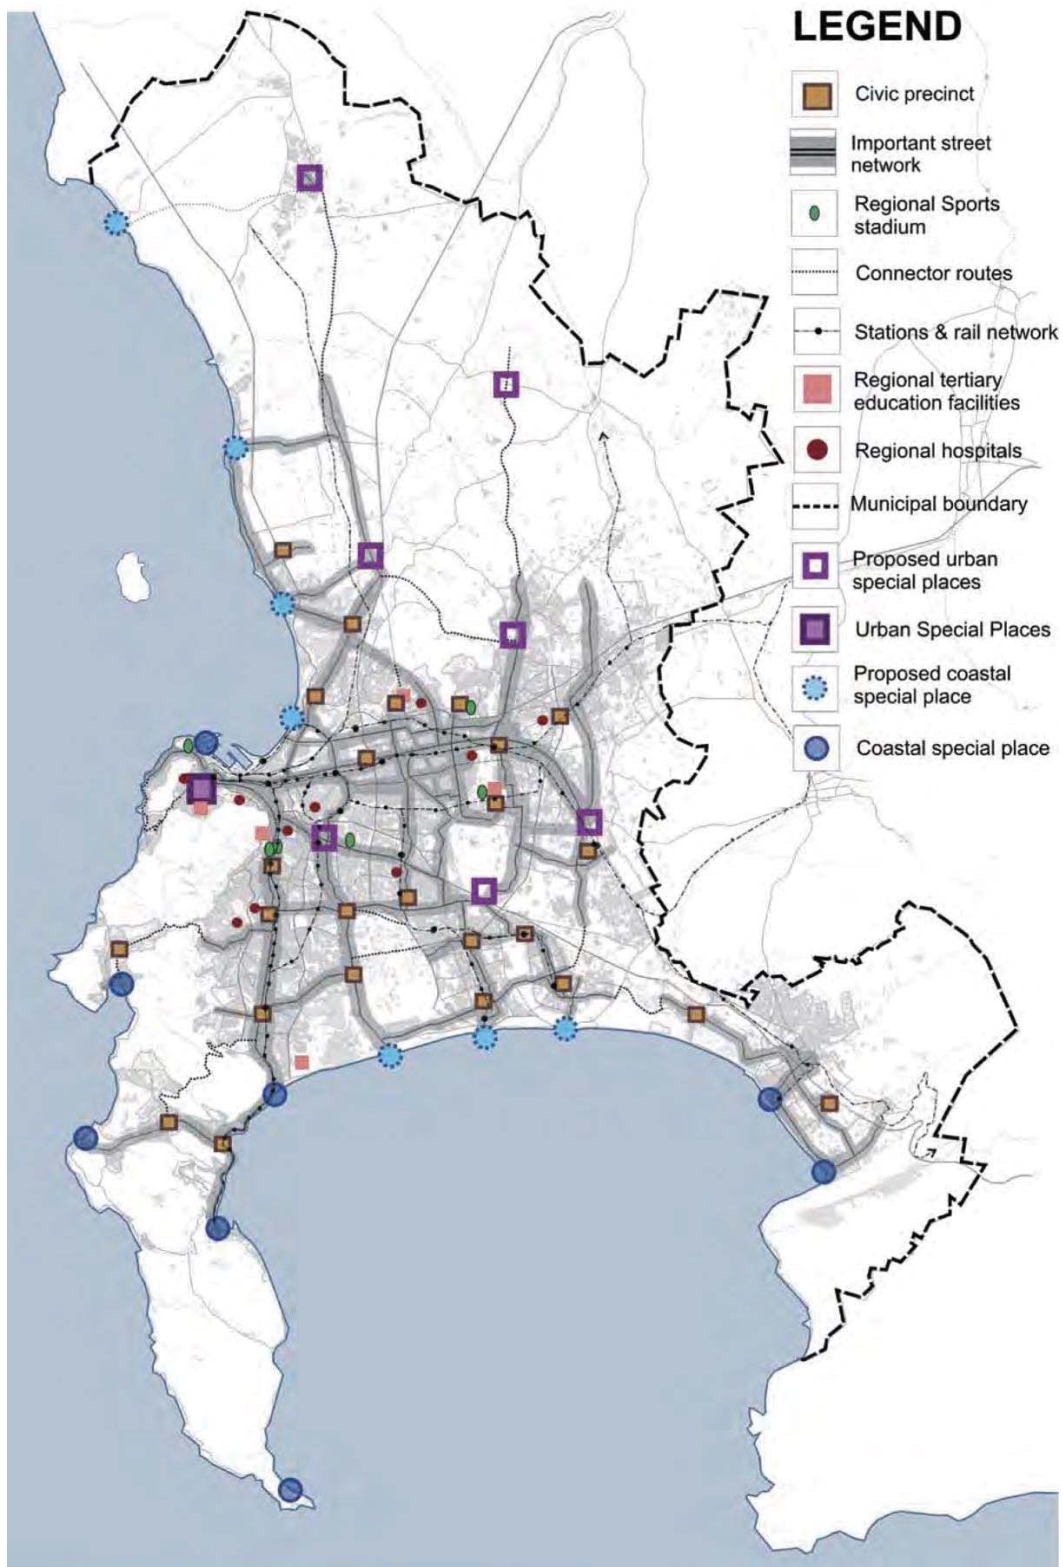 LEGEND
Civic precinct
Important street
network
Regional Sports
stadium
Connector routes
Stations & rail network
Regional tertiary
education facilities
Regional hospitals
Municipal boundary
Proposed urban
special places
Urban Special Places
Proposed coastal
special place
Coastal special place